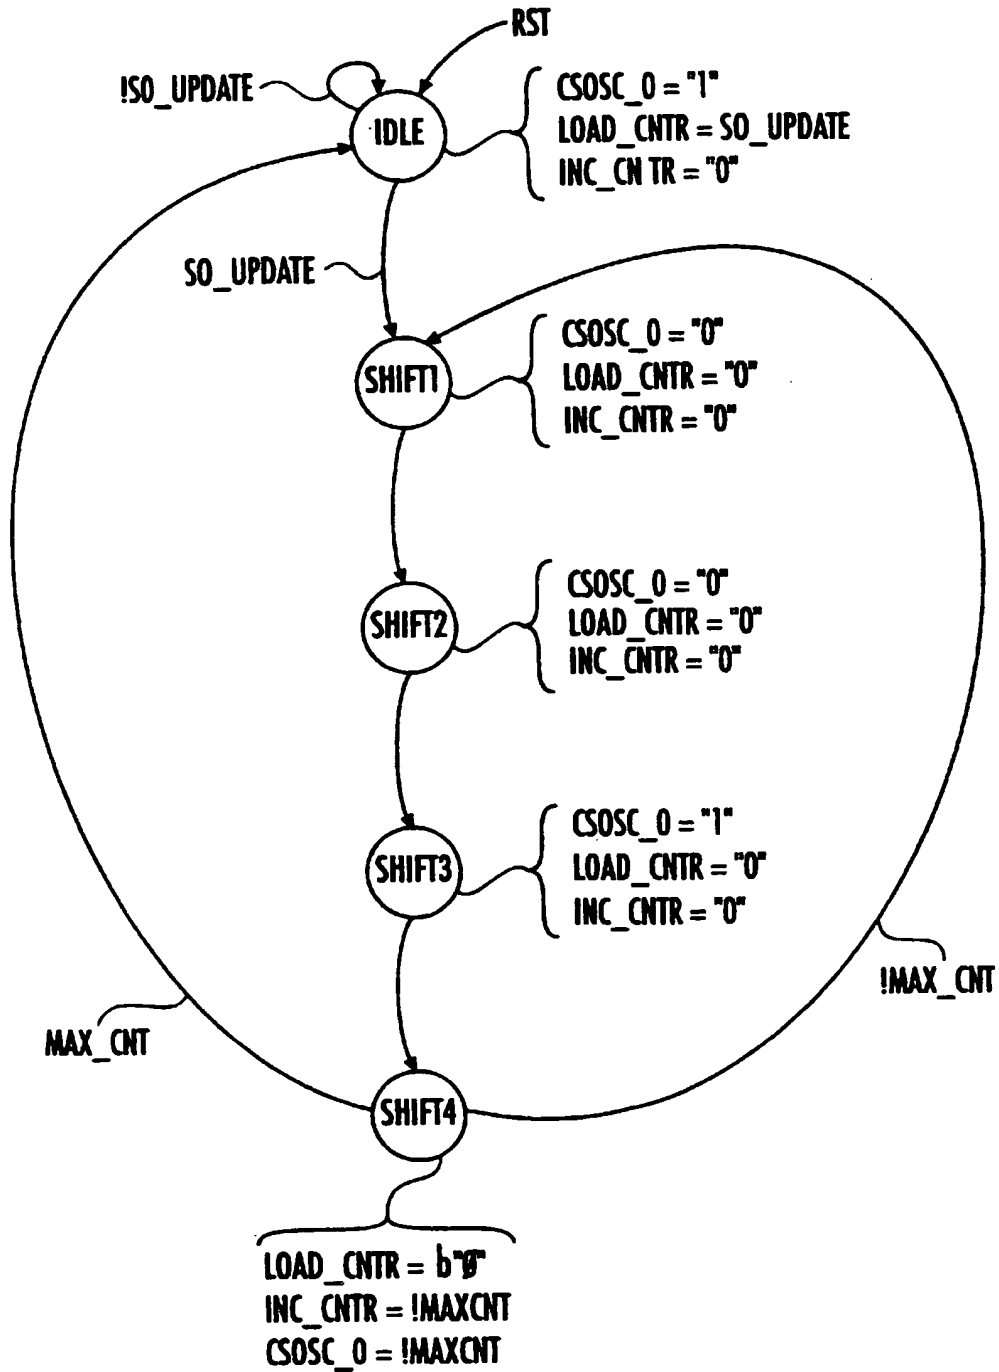 RST
!SO_UPDATE
IDLE
CSOSC_0 = "1"
LOAD_CNTR = SO_UPDATE
INC_CN TR = "0"
SO_UPDATE
SHIFT1
CSOSC_0 = "0"
LOAD_CNTR = "0"
INC_CNTR = "0"
SHIFT2
CSOSC_0 = "0"
LOAD_CNTR = "0"
INC_CNTR = "0"
SHIFT3
CSOSC_0 = "1"
LOAD_CNTR = "0"
INC_CNTR = "0"
!MAX_CNT
MAX_CNT
SHIFT4
LOAD_CNTR =
INC_CNTR = !MAXCNT
CSOSC_0 = !MAXCNT